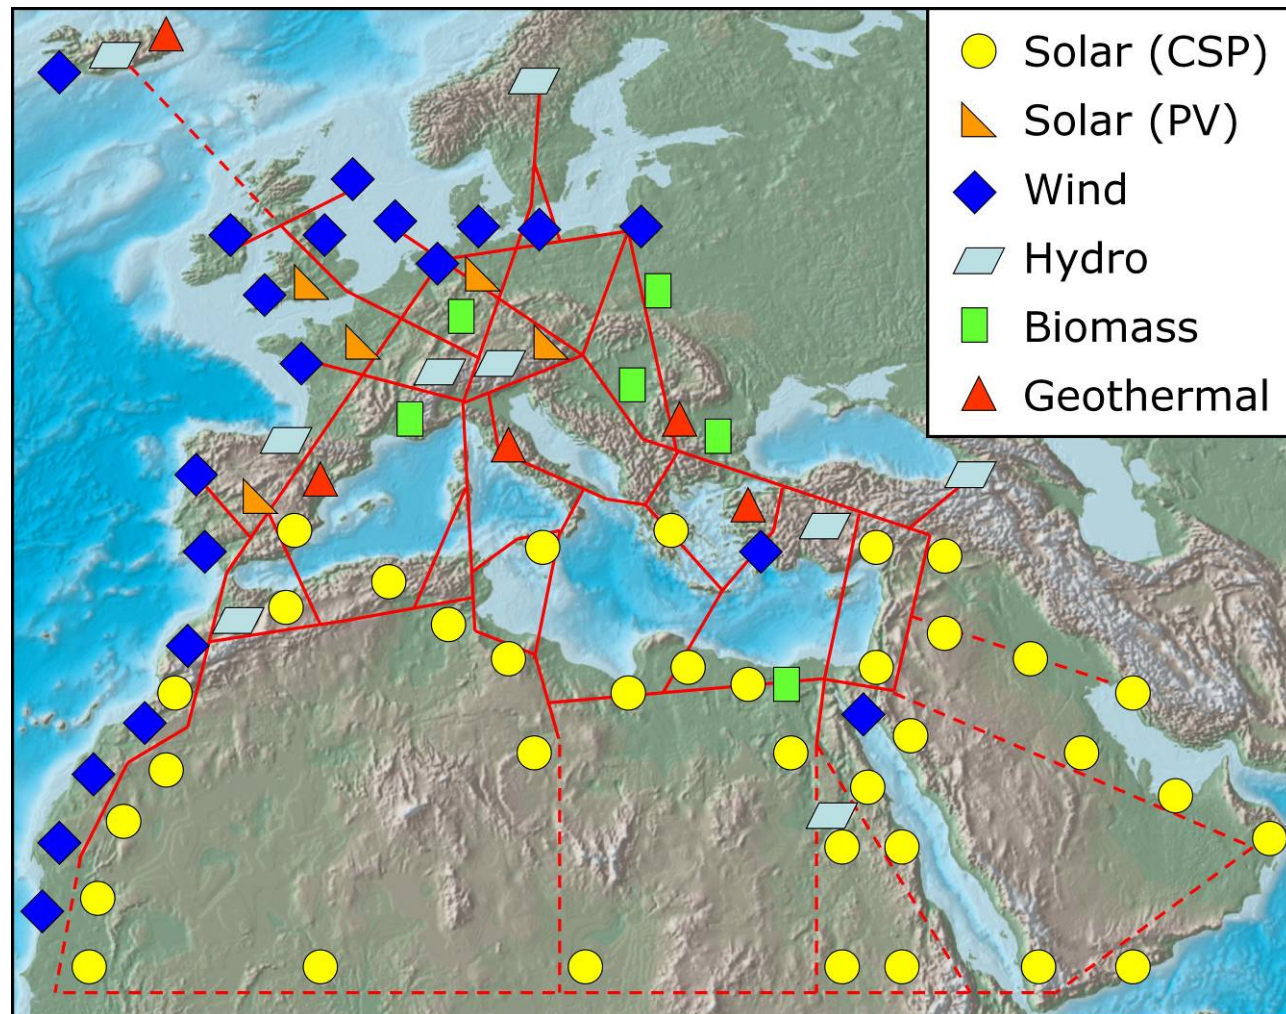 Solar (CSP)
Solar (PV)
Wind
Hydro
Biomass
Geothermal